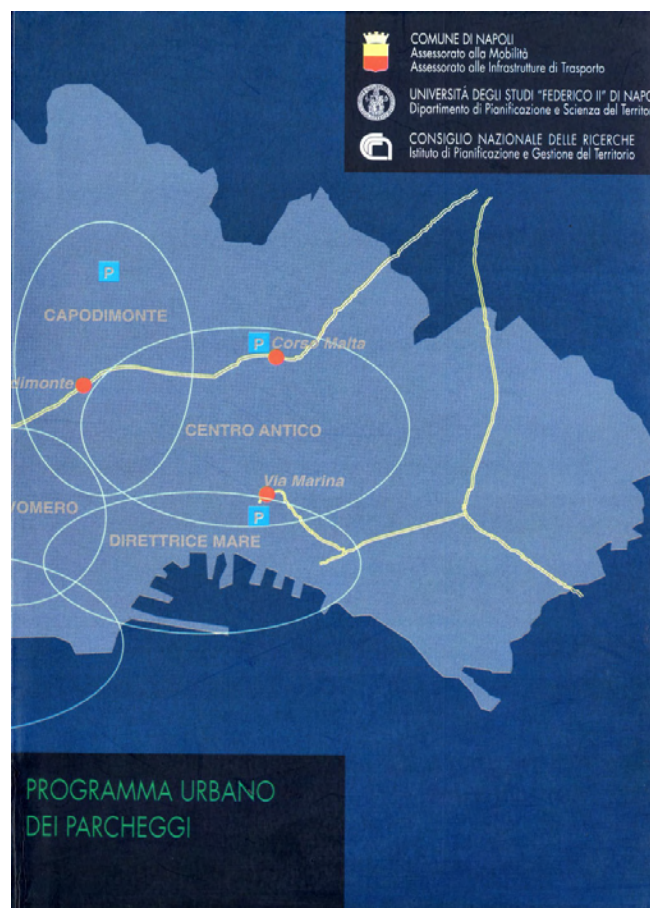 COMUNE DI NAPOLI
Assessorato alla Mobilità
Assessorato alle Infrastrutture di Trasporto
UNIVERSITÀ DEGLI STUDI "FEDERICO II" DI NAPO
Dipartimento di Pianificazione e Scienza del Territo
CONSIGLIO NAZIONALE DELLE RICERCHE
Istituto di Pianificazione e Gestione del Territorio
P
CAPODIMONTE
P Corso Malta
dimonte
CENTRO ANTICO
Via Marina
VOMERO
P
DIRETTRICE MARE
PROGRAMMA URBANO
DEI PARCHEGGI